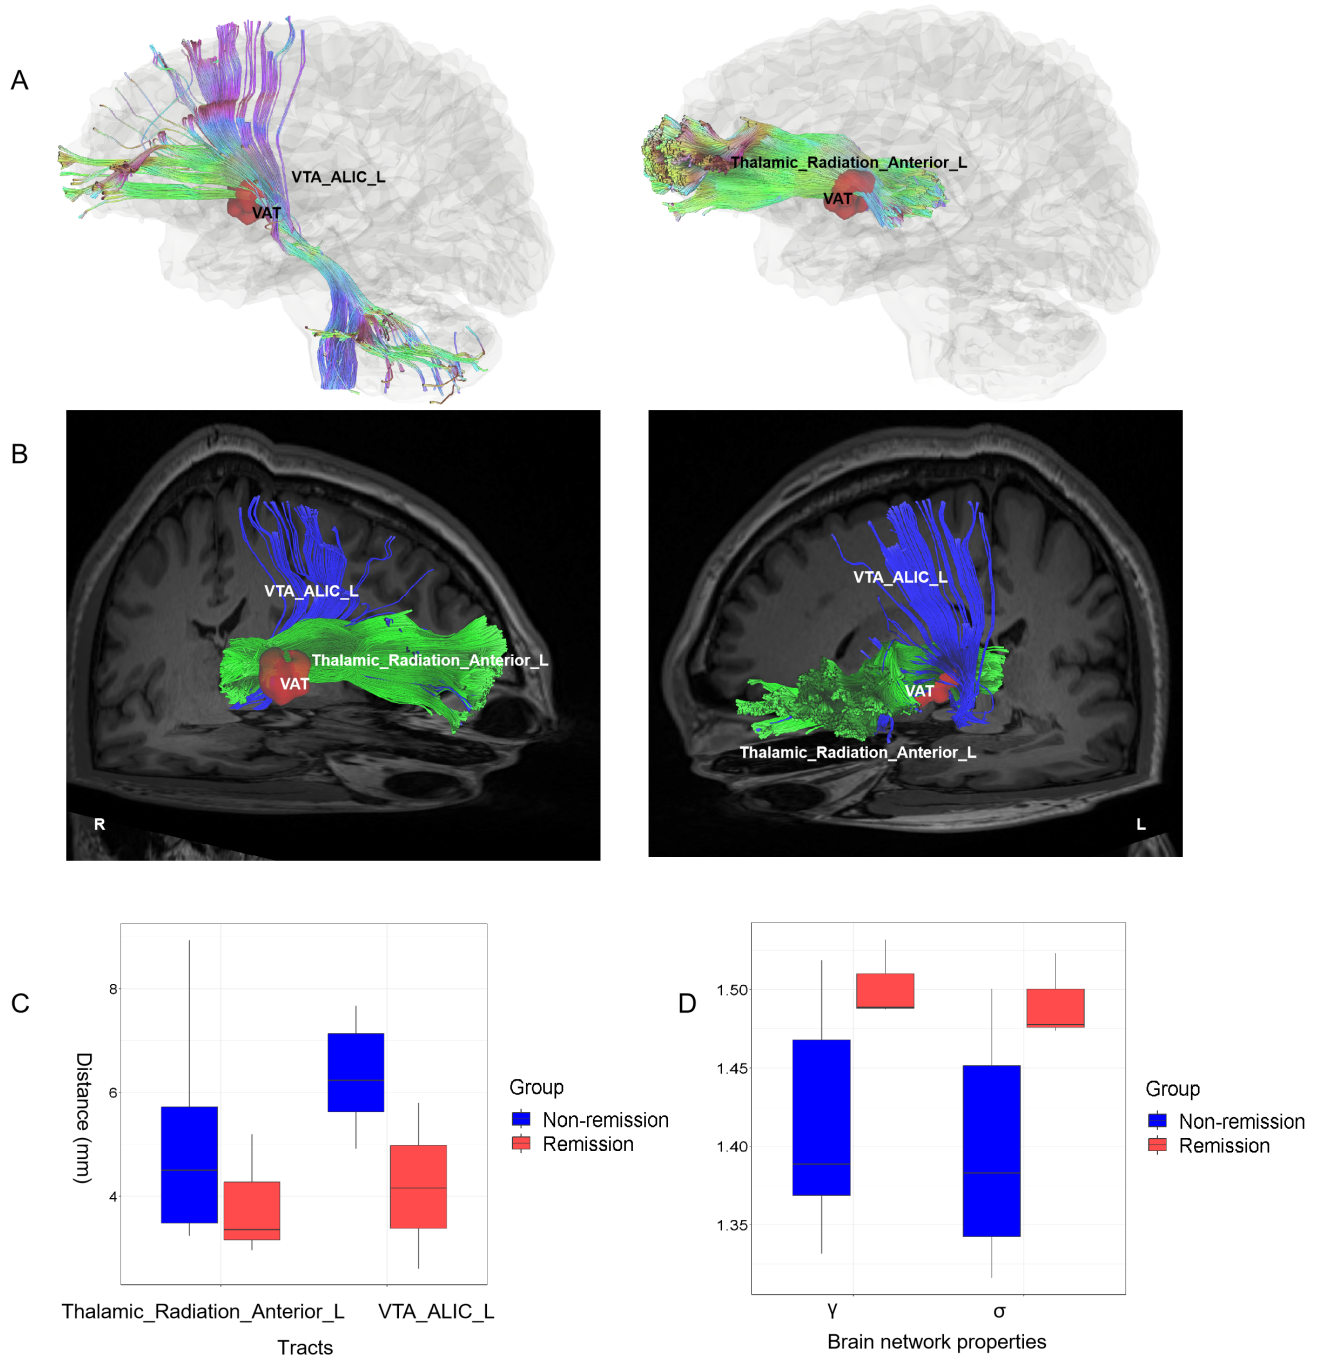 A
VTA_ALIC_L
VAT
Thalamic_Radiation_Anterior_L
VAT
B
VTA_ALIC_L
Thalamic_Radiation_Anterior_L
VAT
R
VTA_ALIC_L
VAT
Thalamic_Radiation_Anterior_L
L
C
8
6
4
Distance (mm)
Thalamic_Radiation_Anterior_L
VTA_ALIC_L
Tracts
Group
Non-remission
Remission
D
1.50
1.45
1.40
1.35
γ
σ
Brain network properties
Group
Non-remission
Remission